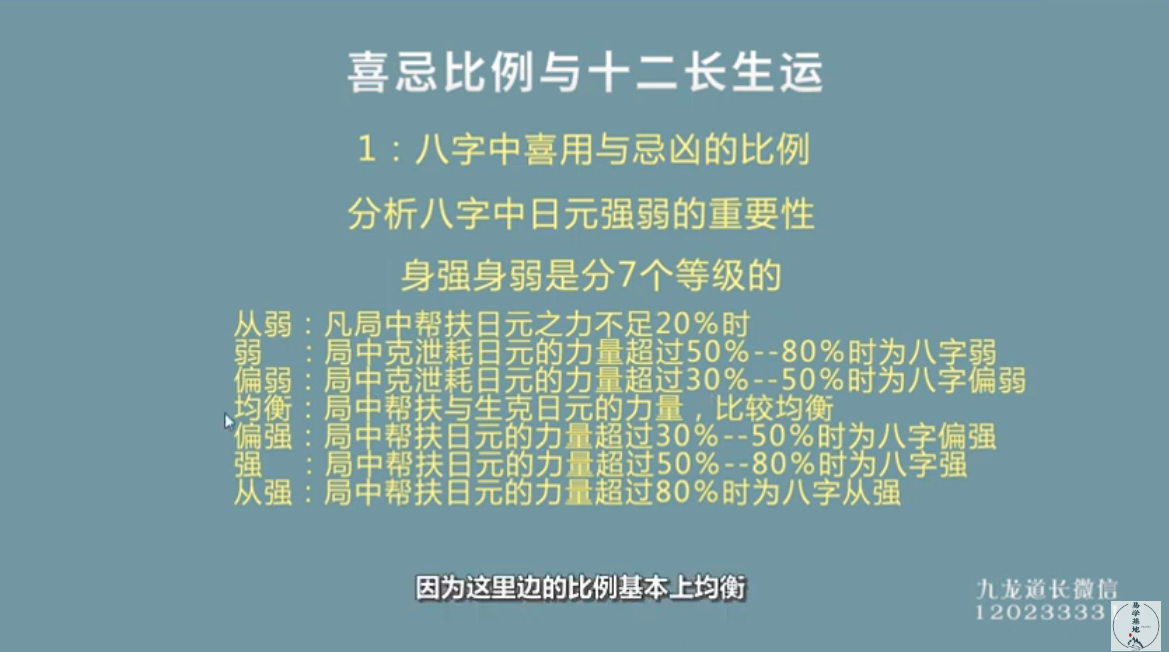 喜忌比例与十二长生运
1：八字中喜用与忌凶的比例
分析八字中日元强弱的重要性
身强身弱是分7个等级的
从弱：凡局中帮扶日元之力不足20%时
弱　：局中克泄耗日元的力量超过50%--80%时为八字弱
偏弱：局中克泄耗日元的力量超过30%--50%时为八字偏弱
均衡：局中帮扶与生克日元的力量，比较均衡
偏强：局中帮扶日元的力量超过30%--50%时为八字偏强
强　：局中帮扶日元的力量超过50%--80%时为八字强
从强：局中帮扶日元的力量超过80%时为八字从强
因为这里边的比例基本上均衡
九龙道长微信
12023333
易学基地